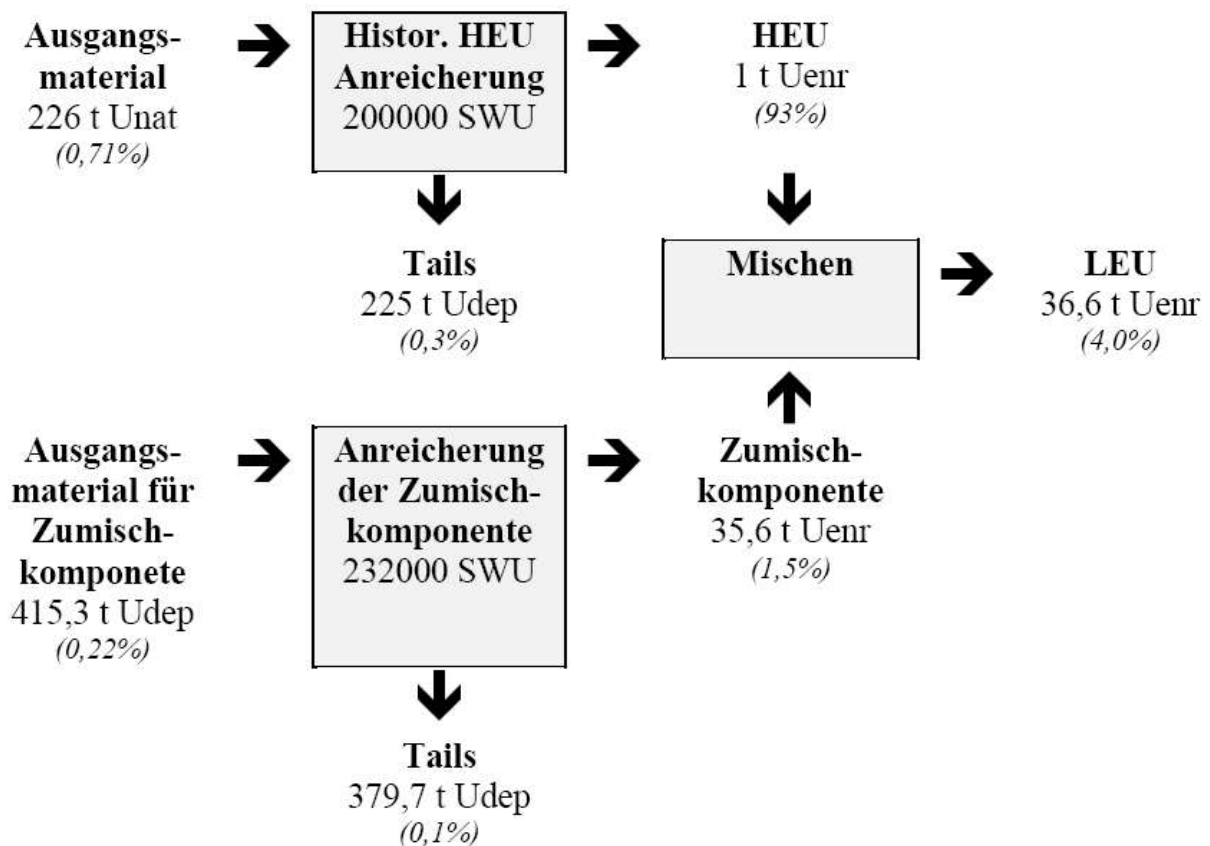 Ausgangs-
material
226 t Unat
(0,71%)
Histor. HEU
Anreicherung
200000 SWU
HEU
1 t Uenr
(93%)
Tails
225 t Udep
(0,3%)
Mischen
LEU
36,6 t Uenr
(4,0%)
Ausgangs-
material für
Zumisch-
komponete
415,3 t Udep
(0,22%)
Anreicherung
der Zumisch-
komponente
232000 SWU
Zumisch-
komponente
35,6 t Uenr
(1,5%)
Tails
379,7 t Udep
(0,1%)